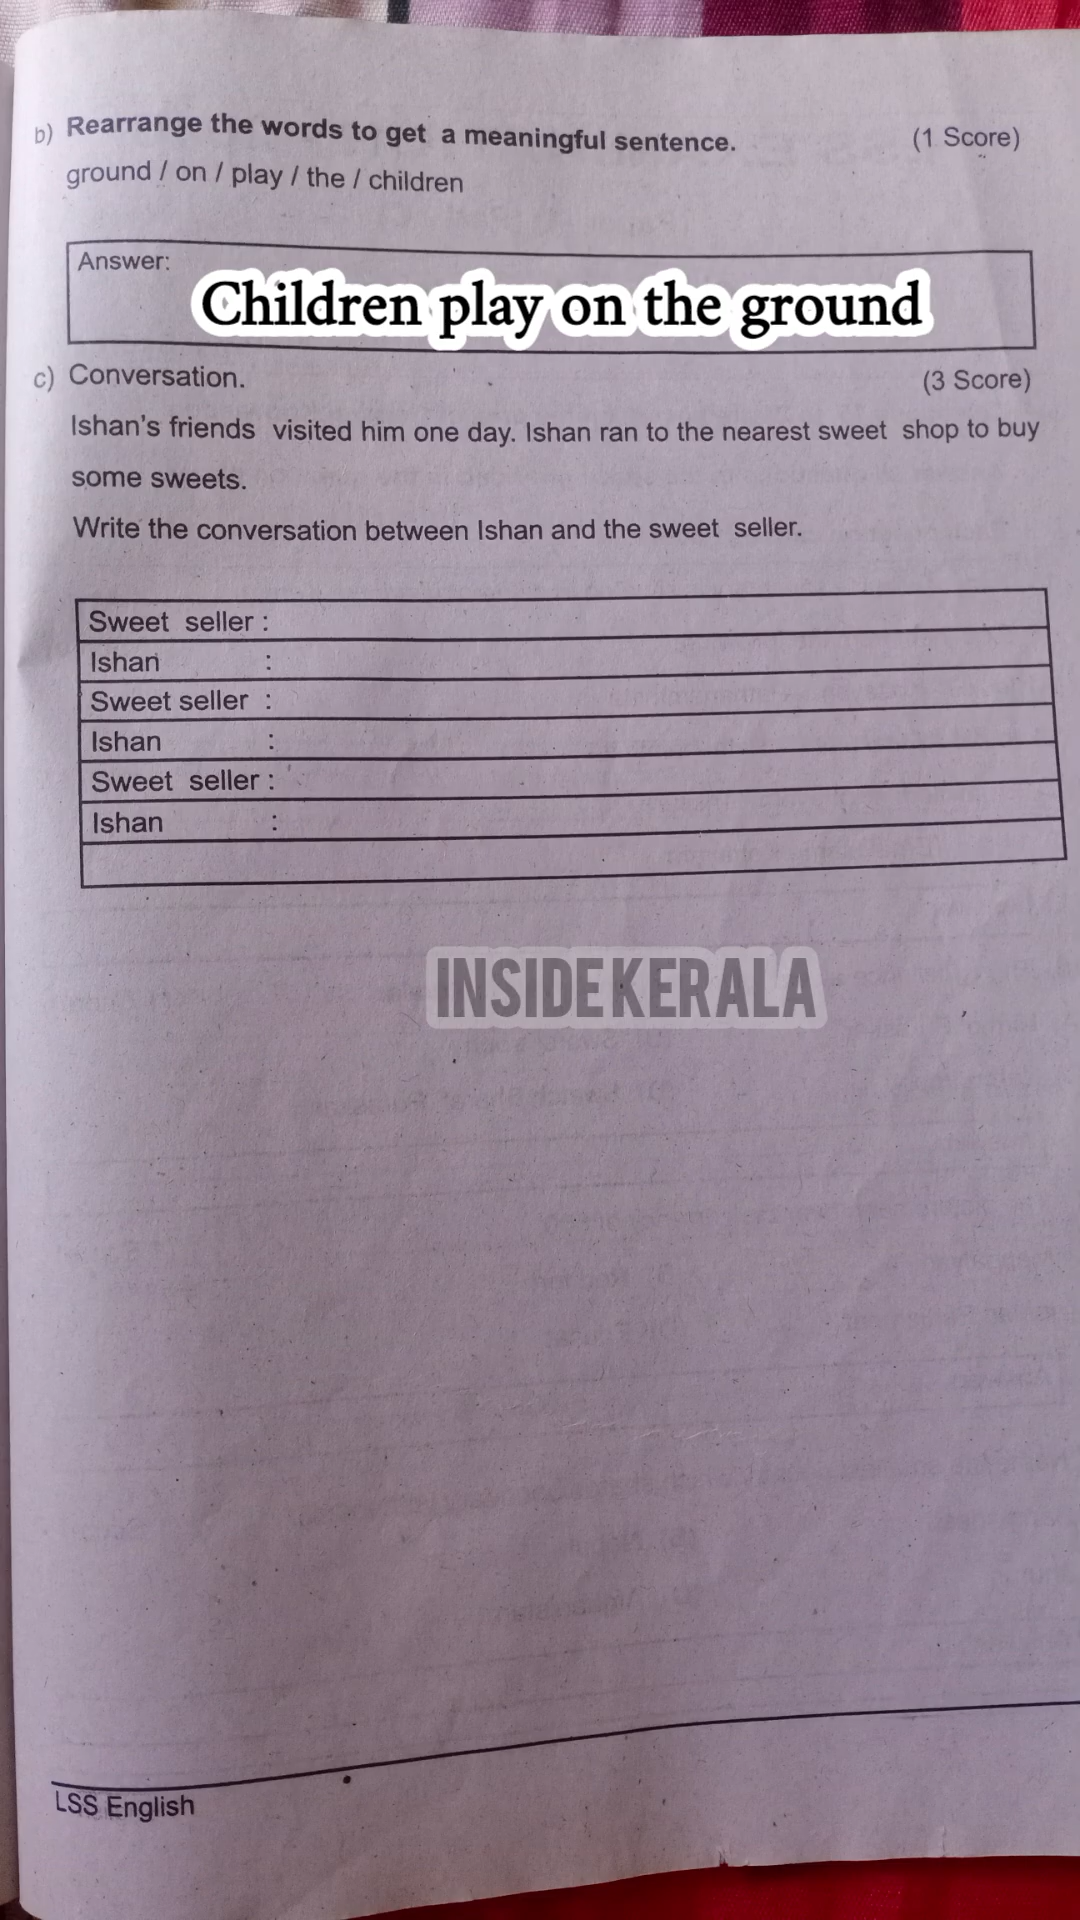 b) Rearrange the words to get a meaningful sentence. (1 Score)
ground / on / play / the / children
Answer:
Children play on the ground
c) Conversation. (3 Score)
Ishan's friends visited him one day. Ishan ran to the nearest sweet shop to buy
some sweets.
Write the conversation between Ishan and the sweet seller.
Sweet seller :
Ishan :
Sweet seller :
Ishan :
Sweet seller :
Ishan :
INSIDE KERALA
LSS English